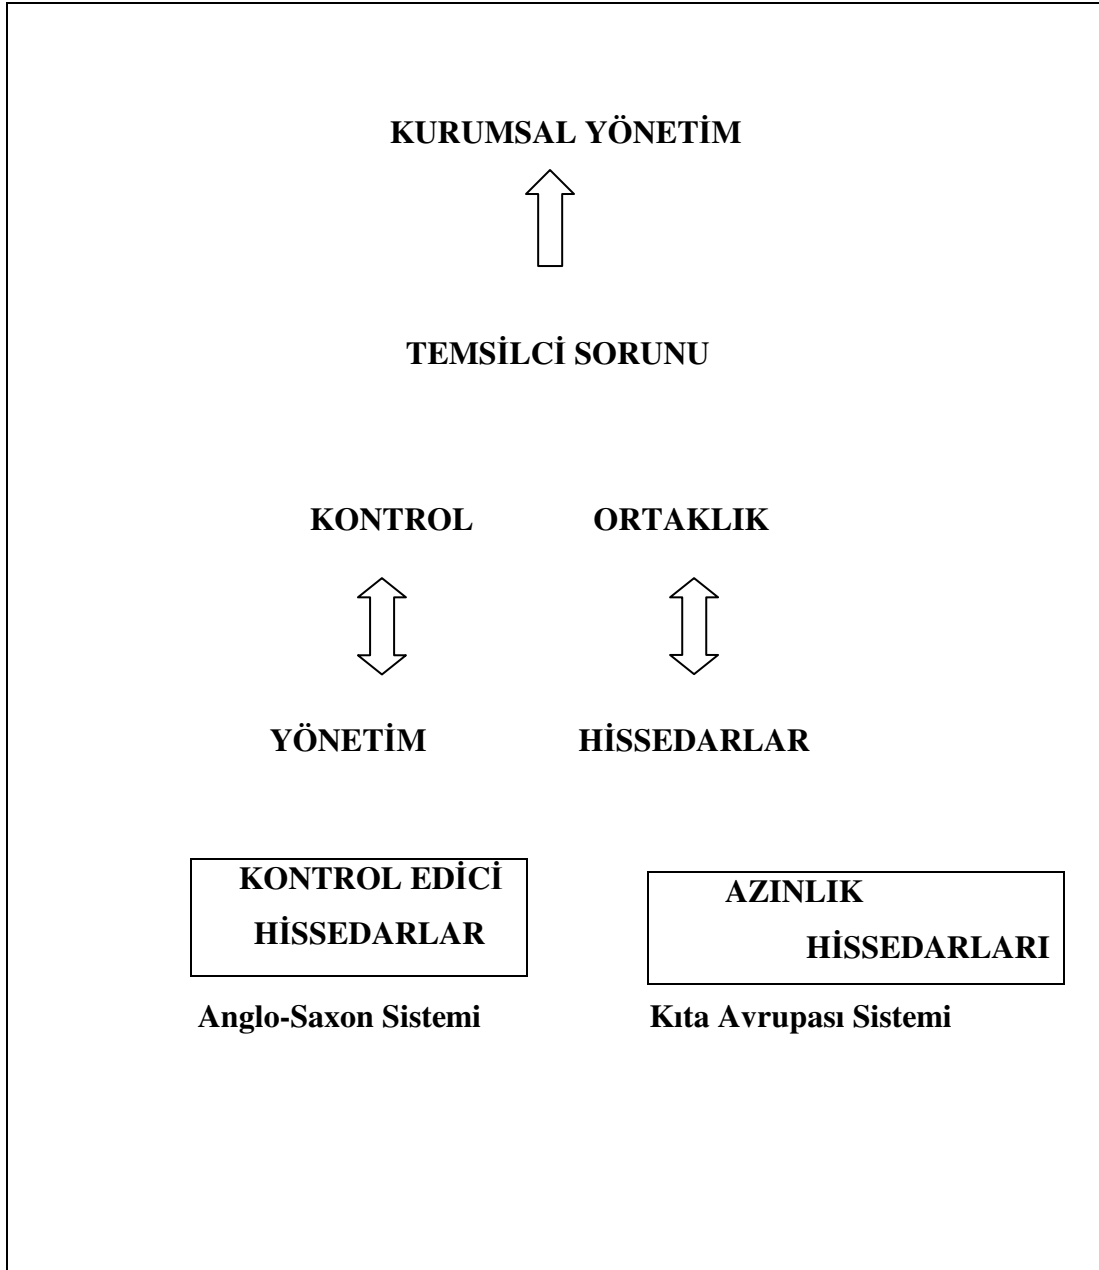 KURUMSAL YÖNETİM
TEMSİLCİ SORUNU
KONTROL ORTAKLIK
YÖNETİM HİSSEDARLAR
KONTROL EDİCİ
HİSSEDARLAR
AZINLIK
HİSSEDARLARI
Anglo-Saxon Sistemi Kıta Avrupası Sistemi